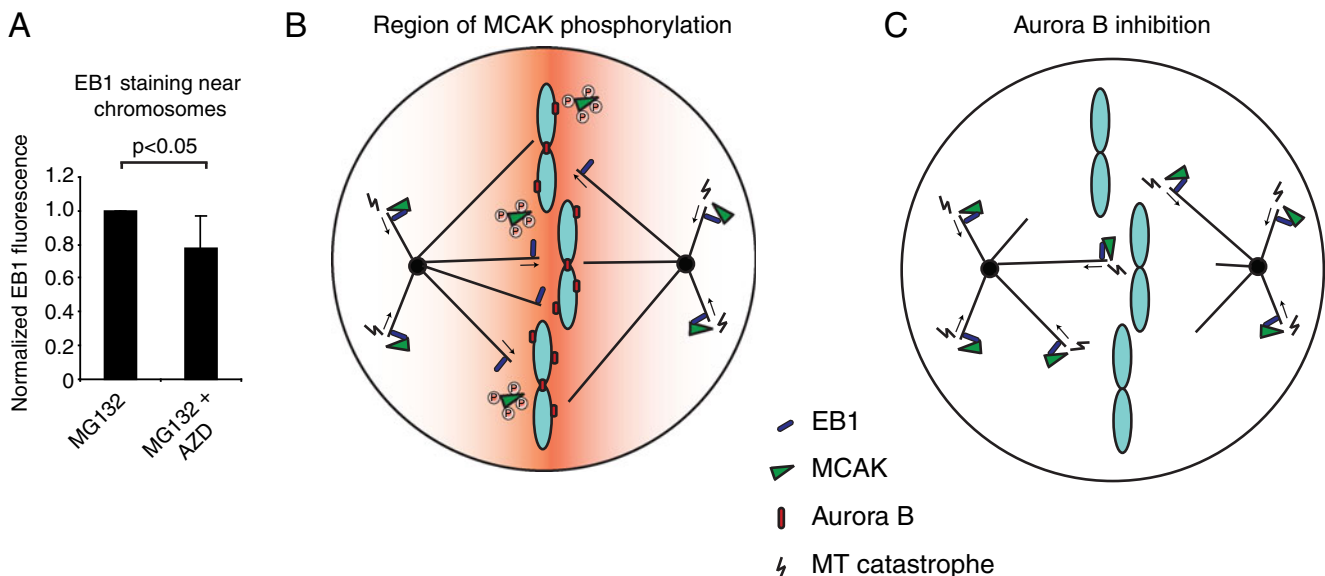 A
EB1 staining near
chromosomes
p<0.05
Normalized EB1 fluorescence
1.2
1.0
0.8
0.6
0.4
0.2
0
MG132
MG132 +
AZD
B
Region of MCAK phosphorylation
P
P
P
P
P
P
P
P
P
P
P
P
C
Aurora B inhibition
EB1
MCAK
Aurora B
MT catastrophe